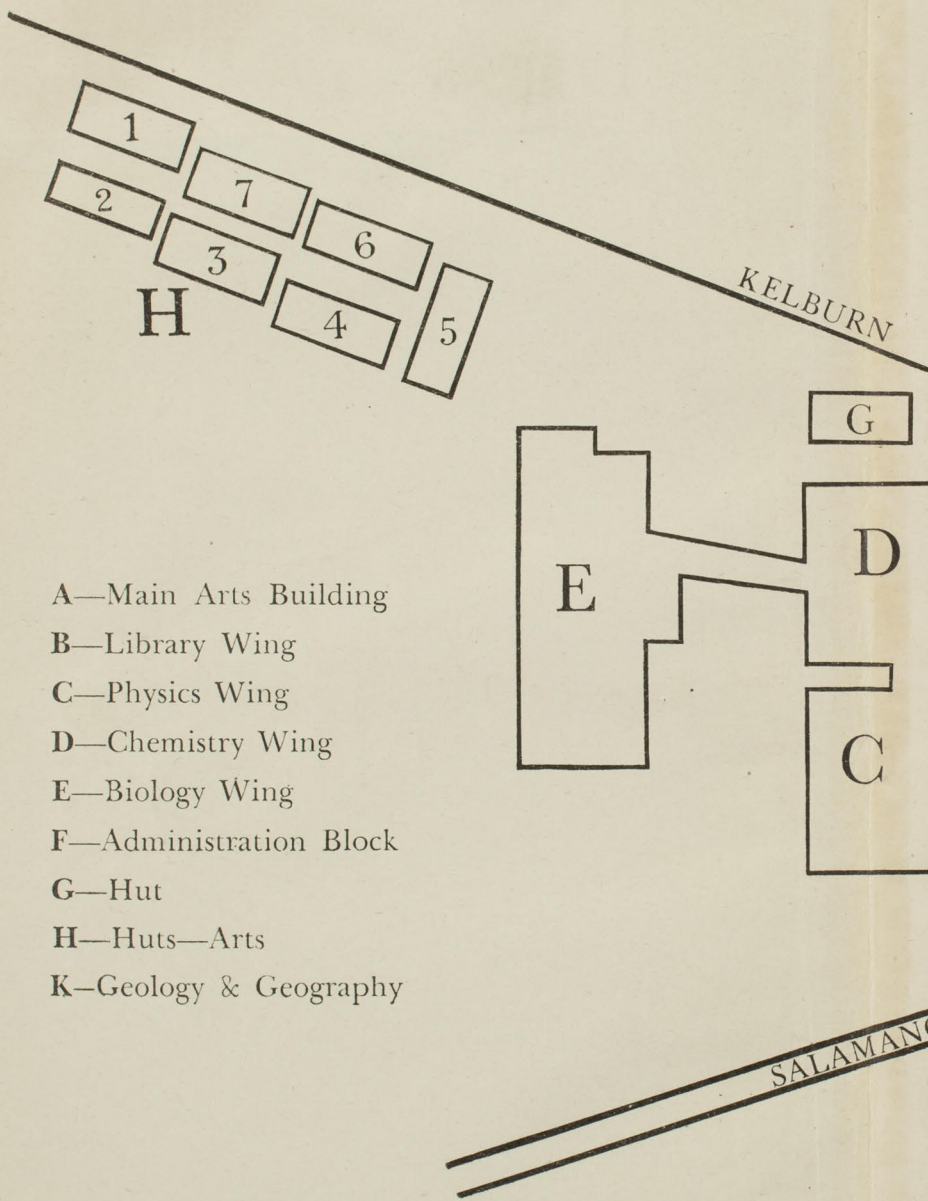 1
7
2
6
3
H
4
5
KELBURN
G
E
D
C
A—Main Arts Building
B—Library Wing
C—Physics Wing
D—Chemistry Wing
E—Biology Wing
F—Administration Block
G—Hut
H—Huts—Arts
K—Geology & Geography